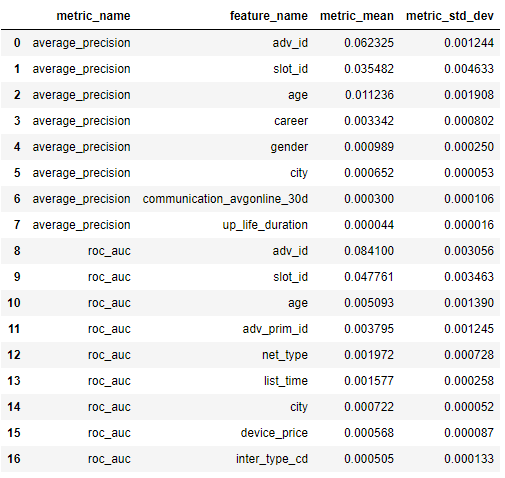 metric_name feature_name metric_mean metric_std_dev
0 average_precision adv_id 0.062325 0.001244
1 average_precision slot_id 0.035482 0.004633
2 average_precision age 0.011236 0.001908
3 average_precision career 0.003342 0.000802
4 average_precision gender 0.000989 0.000250
5 average_precision city 0.000652 0.000053
6 average_precision communication_avgonline_30d 0.000300 0.000106
7 average_precision up_life_duration 0.000044 0.000016
8 roc_auc adv_id 0.084100 0.003056
9 roc_auc slot_id 0.047761 0.003463
10 roc_auc age 0.005093 0.001390
11 roc_auc adv_prim_id 0.003795 0.001245
12 roc_auc net_type 0.001972 0.000728
13 roc_auc list_time 0.001577 0.000258
14 roc_auc city 0.000722 0.000052
15 roc_auc device_price 0.000568 0.000087
16 roc_auc inter_type_cd 0.000505 0.000133